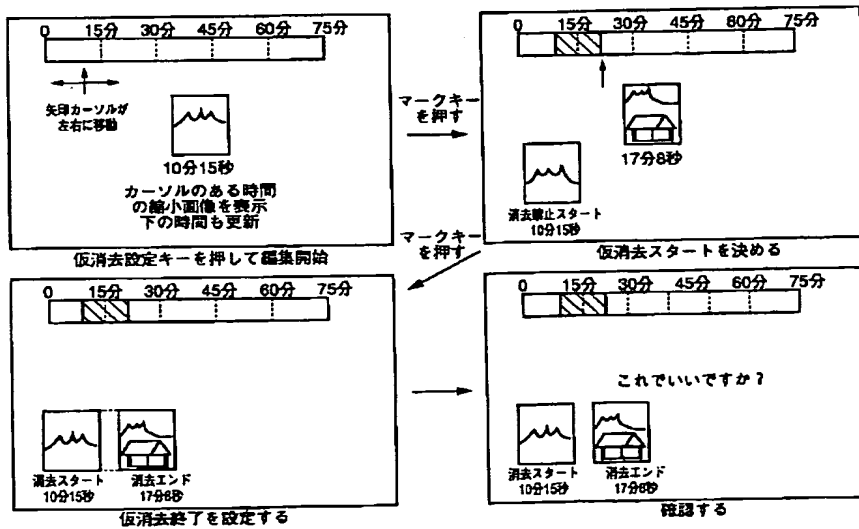 0 15分 30分 45分 60分 75分
矢印カーソルが
左右に移動
10分15秒
カーソルのある時間
の縮小画像を表示
下の時間も更新
仮消去設定キーを押して編集開始
マークキー
を押す
0 15分 30分 45分 60分 75分
17分8秒
消去禁止スタート
10分15秒
仮消去スタートを決める
マークキー
を押す
0 15分 30分 45分 60分 75分
消去スタート
10分15秒
消去エンド
17分8秒
仮消去終了を設定する
0 15分 30分 45分 60分 75分
これでいいですか？
消去スタート
10分15秒
消去エンド
17分8秒
確認する